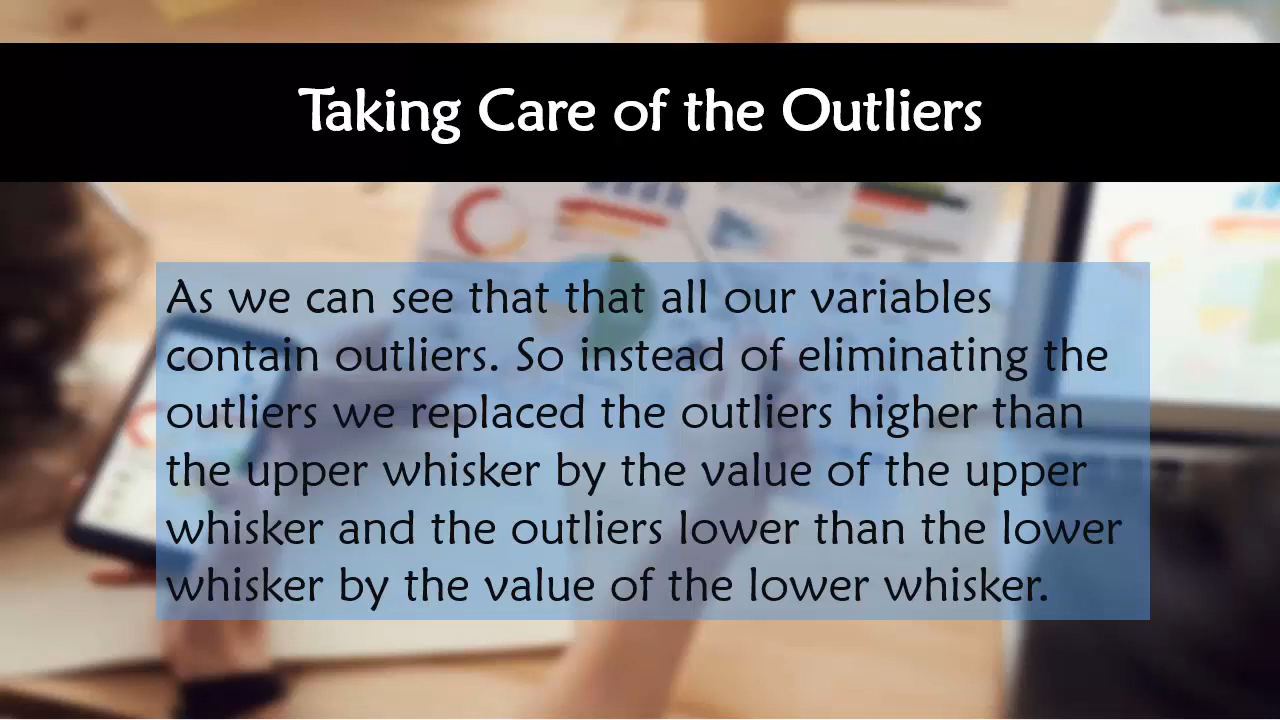 Taking Care of the Outliers
As we can see that that all our variables
contain outliers. So instead of eliminating the
outliers we replaced the outliers higher than
the upper whisker by the value of the upper
whisker and the outliers lower than the lower
whisker by the value of the lower whisker.